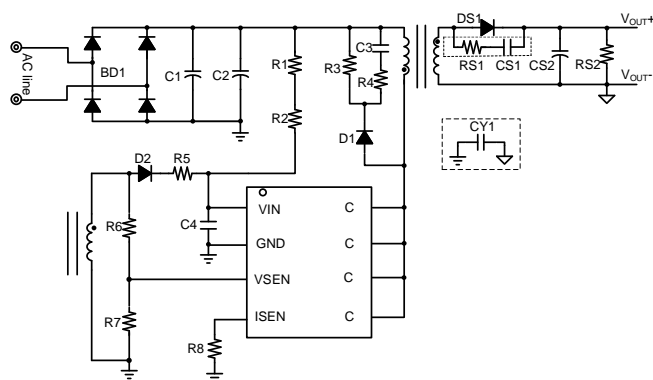 AC line
BD1
C1
C2
R1
R2
R3
C3
R4
D1
DS1
RS1
CS1
CS2
RS2
VOUT+
VOUT-
CY1
D2
R5
R6
R7
C4
R8
VIN
GND
VSEN
ISEN
C
C
C
C